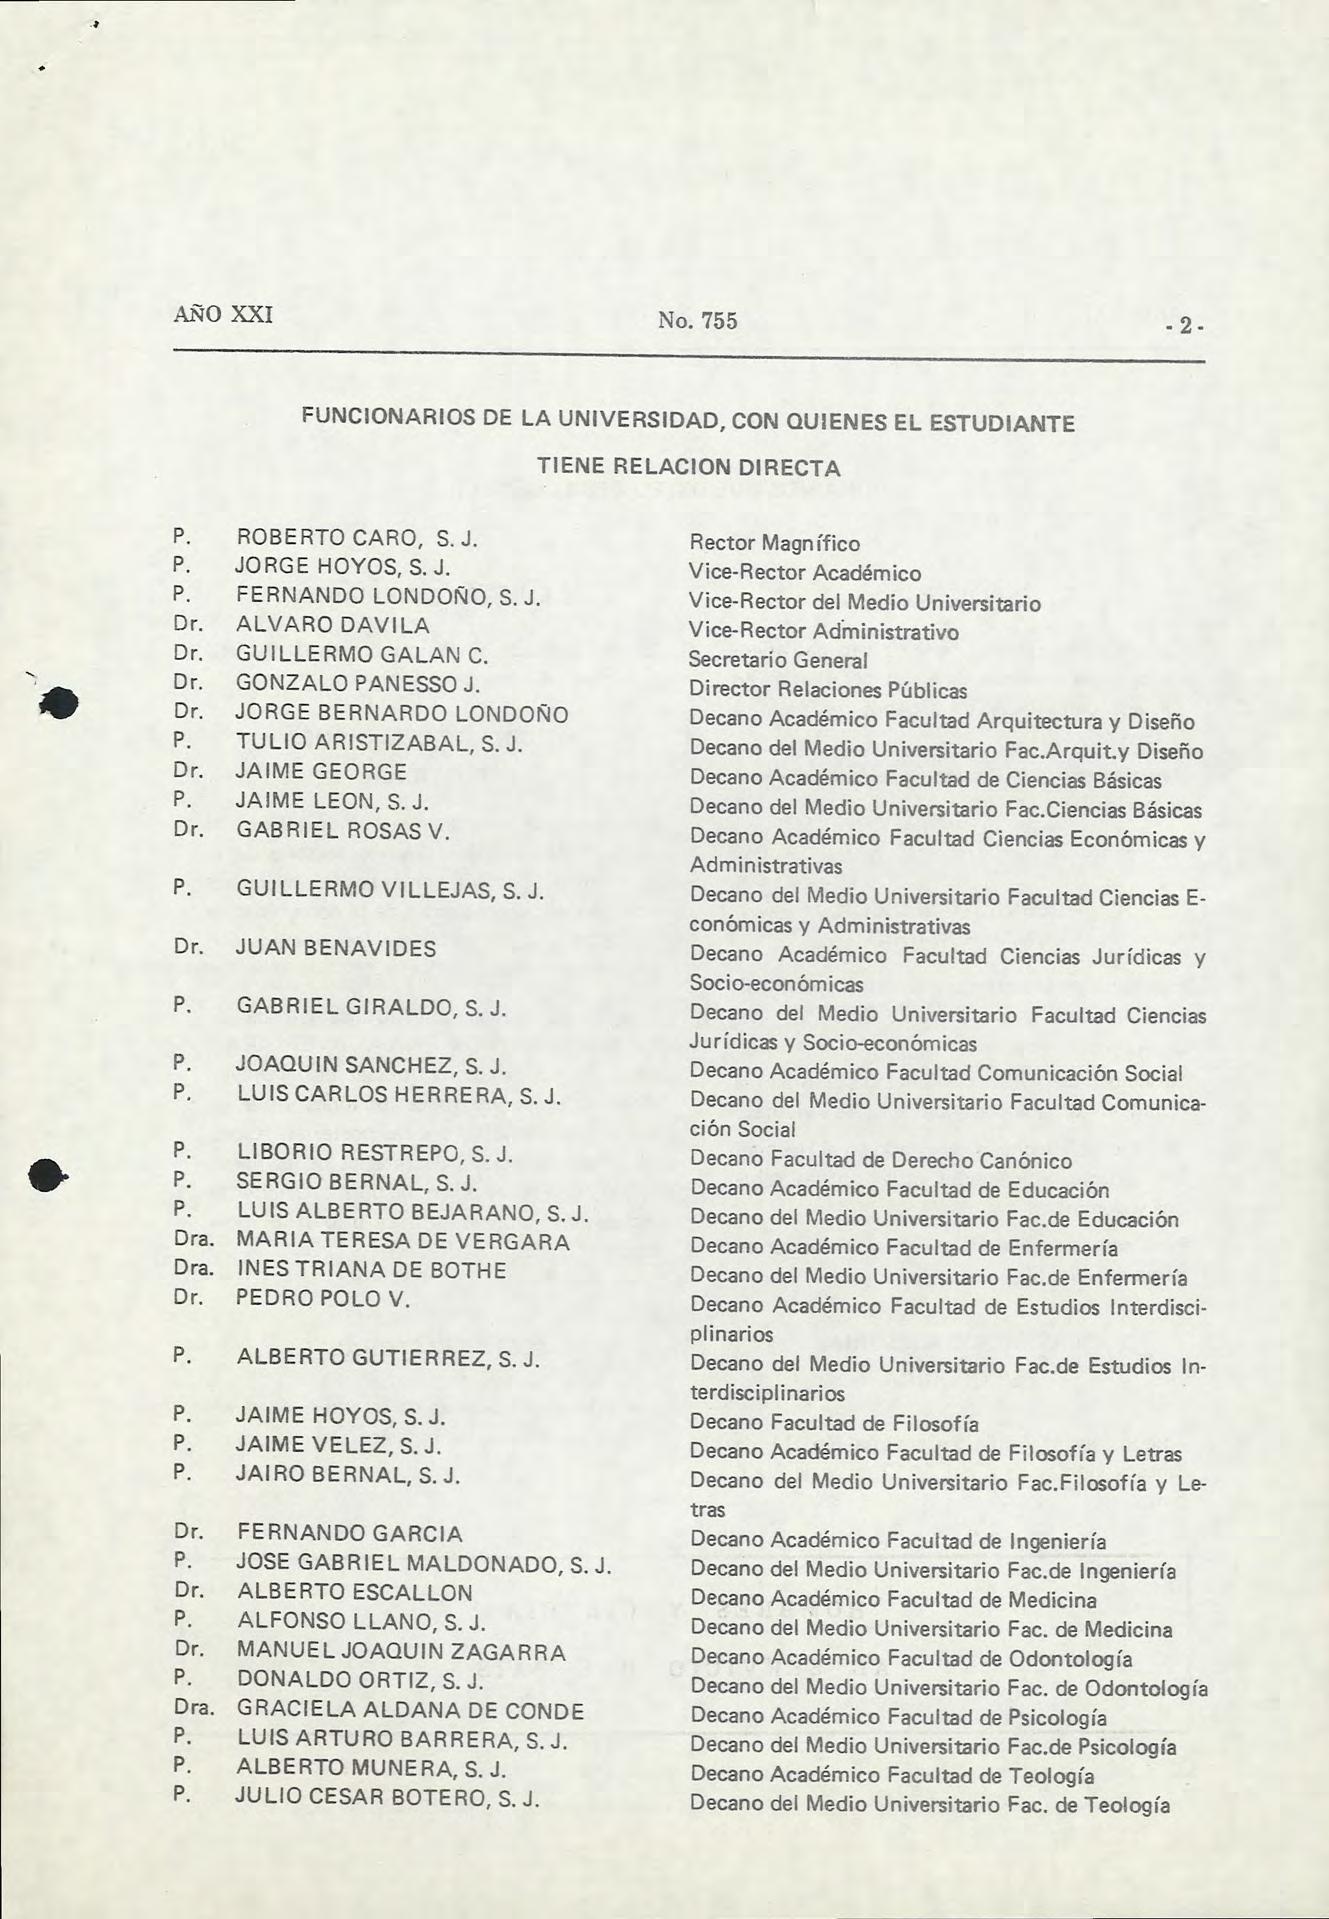 AÑO XXI No. 755 - 2 -
FUNCIONARIOS DE LA UNIVERSIDAD, CON QUIENES EL ESTUDIANTE
TIENE RELACION DIRECTA
P. ROBERTO CARO, S. J. Rector Magnífico
P. JORGE HOYOS, S. J. Vice-Rector Académico
P. FERNANDO LONDOÑO, S. J. Vice-Rector del Medio Universitario
Dr. ALVARO DAVILA Vice-Rector Administrativo
Dr. GUILLERMO GALAN C. Secretario General
Dr. GONZALO PANESSO J. Director Relaciones Públicas
Dr. JORGE BERNARDO LONDOÑO Decano Académico Facultad Arquitectura y Diseño
P. TULIO ARISTIZABAL, S. J. Decano del Medio Universitario Fac.Arquit.y Diseño
Dr. JAIME GEORGE Decano Académico Facultad de Ciencias Básicas
P. JAIME LEON, S. J. Decano del Medio Universitario Fac.Ciencias Básicas
Dr. GABRIEL ROSAS V. Decano Académico Facultad Ciencias Económicas y
Administrativas
P. GUILLERMO VILLEJAS, S. J. Decano del Medio Universitario Facultad Ciencias E-
conómicas y Administrativas
Dr. JUAN BENAVIDES Decano Académico Facultad Ciencias Jurídicas y
Socio-económicas
P. GABRIEL GIRALDO, S. J. Decano del Medio Universitario Facultad Ciencias
Jurídicas y Socio-económicas
P. JOAQUIN SANCHEZ, S. J. Decano Académico Facultad Comunicación Social
P. LUIS CARLOS HERRERA, S. J. Decano del Medio Universitario Facultad Comunica-
ción Social
P. LIBORIO RESTREPO, S. J. Decano Facultad de Derecho Canónico
P. SERGIO BERNAL, S. J. Decano Académico Facultad de Educación
P. LUIS ALBERTO BEJARANO, S. J. Decano del Medio Universitario Fac.de Educación
Dra. MARIA TERESA DE VERGARA Decano Académico Facultad de Enfermería
Dra. INES TRIANA DE BOTHE Decano del Medio Universitario Fac.de Enfermería
Dr. PEDRO POLO V. Decano Académico Facultad de Estudios Interdisci-
plinarios
P. ALBERTO GUTIERREZ, S. J. Decano del Medio Universitario Fac.de Estudios In-
terdisciplinarios
P. JAIME HOYOS, S. J. Decano Facultad de Filosofía
P. JAIME VELEZ, S. J. Decano Académico Facultad de Filosofía y Letras
P. JAIRO BERNAL, S. J. Decano del Medio Universitario Fac.Filosofía y Le-
tras
Dr. FERNANDO GARCIA Decano Académico Facultad de Ingeniería
P. JOSE GABRIEL MALDONADO, S. J. Decano del Medio Universitario Fac.de Ingeniería
Dr. ALBERTO ESCALLON Decano Académico Facultad de Medicina
P. ALFONSO LLANO, S. J. Decano del Medio Universitario Fac. de Medicina
Dr. MANUEL JOAQUIN ZAGARRA Decano Académico Facultad de Odontología
P. DONALDO ORTIZ, S. J. Decano del Medio Universitario Fac. de Odontología
Dra. GRACIELA ALDANA DE CONDE Decano Académico Facultad de Psicología
P. LUIS ARTURO BARRERA, S. J. Decano del Medio Universitario Fac.de Psicología
P. ALBERTO MUNERA, S. J. Decano Académico Facultad de Teología
P. JULIO CESAR BOTERO, S. J. Decano del Medio Universitario Fac. de Teología